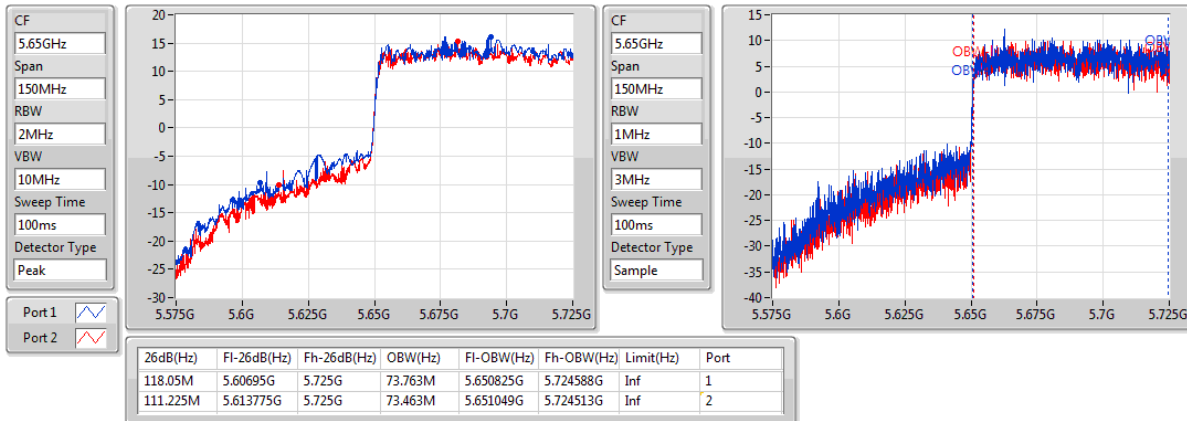 CF
5.65GHz
Span
150MHz
RBW
2MHz
VBW
10MHz
Sweep Time
100ms
Detector Type
Peak
Port 1
Port 2
20
15
10
5
0
-5
-10
-15
-20
-25
-30
5.575G 5.6G 5.625G 5.65G 5.675G 5.7G 5.725G
CF
5.65GHz
Span
150MHz
RBW
1MHz
VBW
3MHz
Sweep Time
100ms
Detector Type
Sample
15
10
5
0
-5
-10
-15
-20
-25
-30
-35
-40
OBW
OBW
OBW
5.575G 5.6G 5.625G 5.65G 5.675G 5.7G 5.725G
26dB(Hz) Fl-26dB(Hz) Fh-26dB(Hz) OBW(Hz) Fl-OBW(Hz) Fh-OBW(Hz) Limit(Hz) Port
118.05M 5.60695G 5.725G 73.763M 5.650825G 5.724588G Inf 1
111.225M 5.613775G 5.725G 73.463M 5.651049G 5.724513G Inf 2